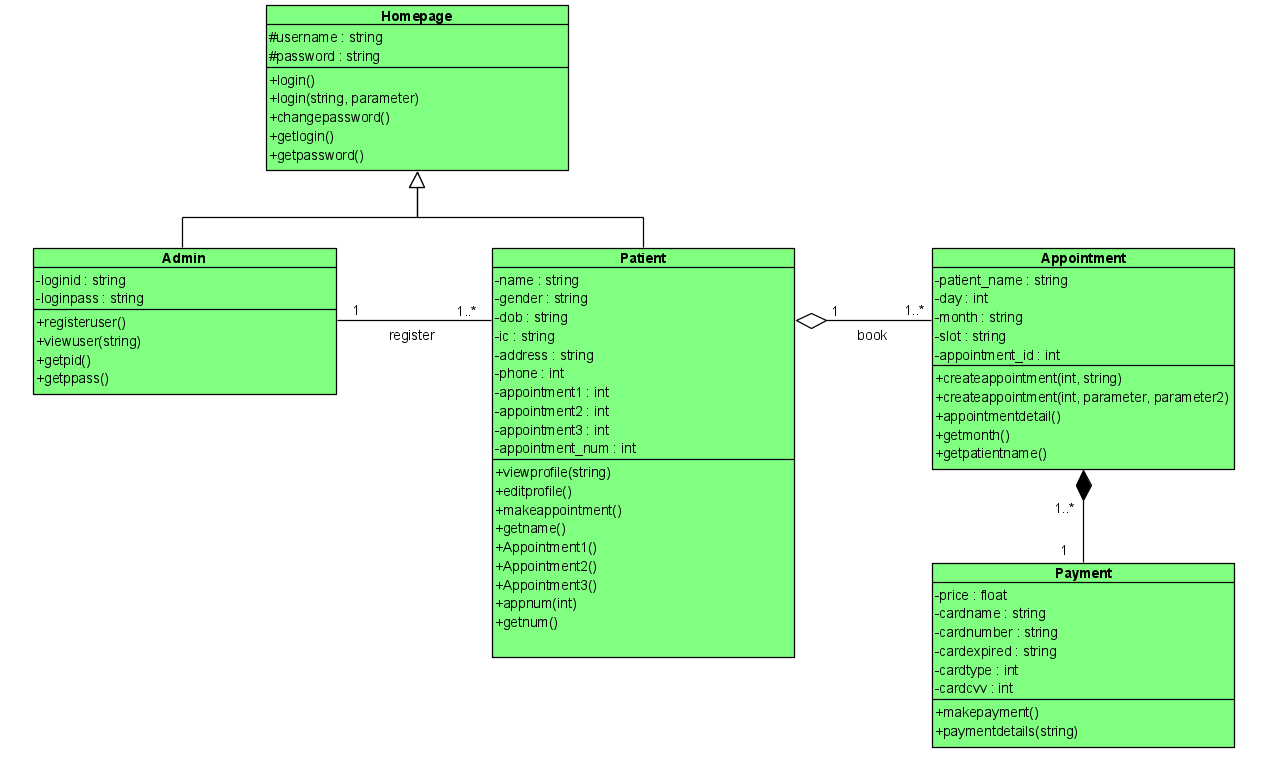 Homepage
#username : string
#password : string
+login()
+login(string, parameter)
+changepassword()
+getlogin()
+getpassword()
Admin
-loginid : string
-loginpass : string
+registeruser()
+viewuser(string)
+getpid()
+getppass()
1
1..*
register
Patient
-name : string
-gender : string
-dob : string
-ic : string
-address : string
-phone : int
-appointment1 : int
-appointment2 : int
-appointment3 : int
-appointment_num : int
+viewprofile(string)
+editprofile()
+makeappointment()
+getname()
+Appointment1()
+Appointment2()
+Appointment3()
+appnum(int)
+getnum()
1
1..*
book
Appointment
-patient_name : string
-day : int
-month : string
-slot : string
-appointment_id : int
+createappointment(int, string)
+createappointment(int, parameter, parameter2)
+appointmentdetail()
+getmonth()
+getpatientname()
1..*
1
Payment
-price : float
-cardname : string
-cardnumber : string
-cardexpired : string
-cardtype : int
-cardcvv : int
+makepayment()
+paymentdetails(string)